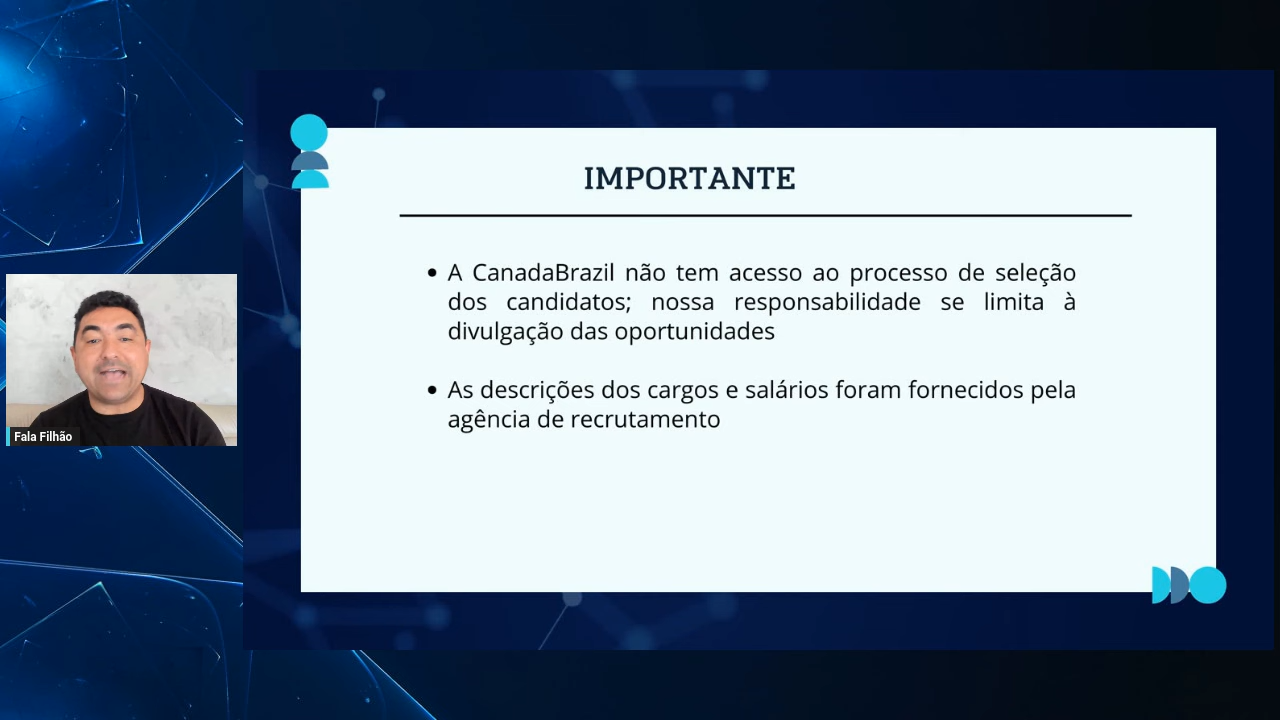 IMPORTANTE
A CanadaBrazil não tem acesso ao processo de seleção
dos candidatos; nossa responsabilidade se limita à
divulgação das oportunidades
As descrições dos cargos e salários foram fornecidos pela
agência de recrutamento
Fala Filhão